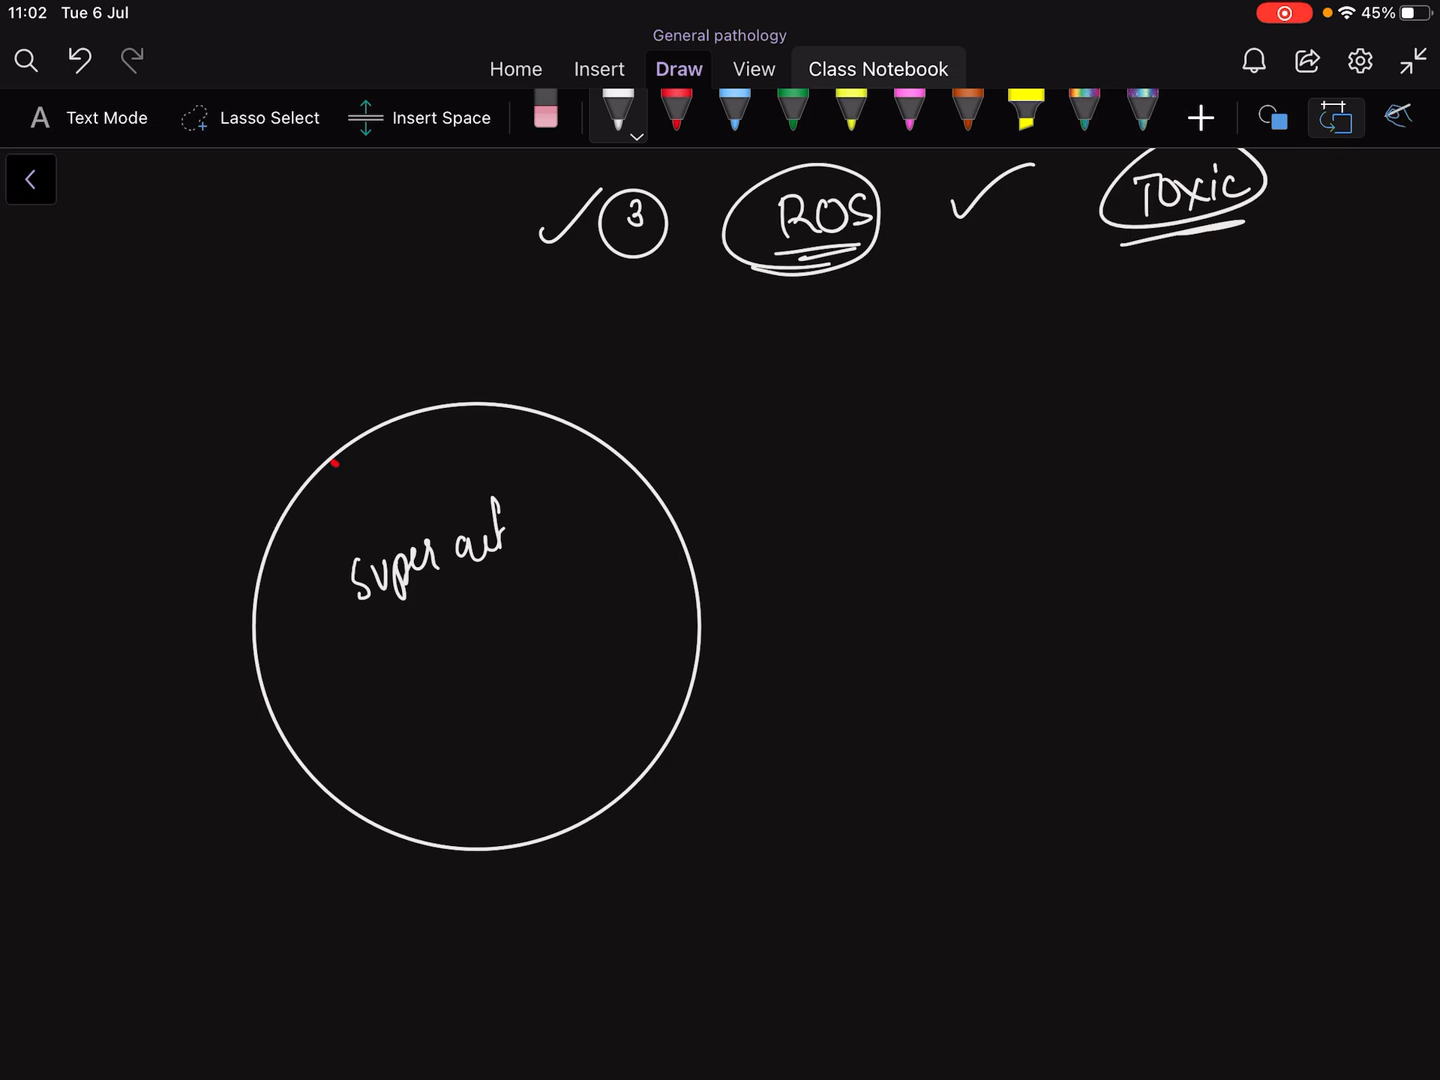 11:02 Tue 6 Jul
45%
General pathology
Home Insert Draw View Class Notebook
A Text Mode Lasso Select Insert Space
3 ROS Toxic
Super act